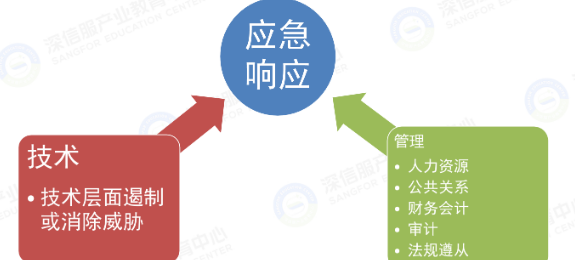 应急
响应
技术
• 技术层面遏制
或消除威胁
管理
• 人力资源
• 公共关系
• 财务会计
• 审计
• 法规遵从
深信服产业教育中心
SANGFOR EDUCATION CENTER